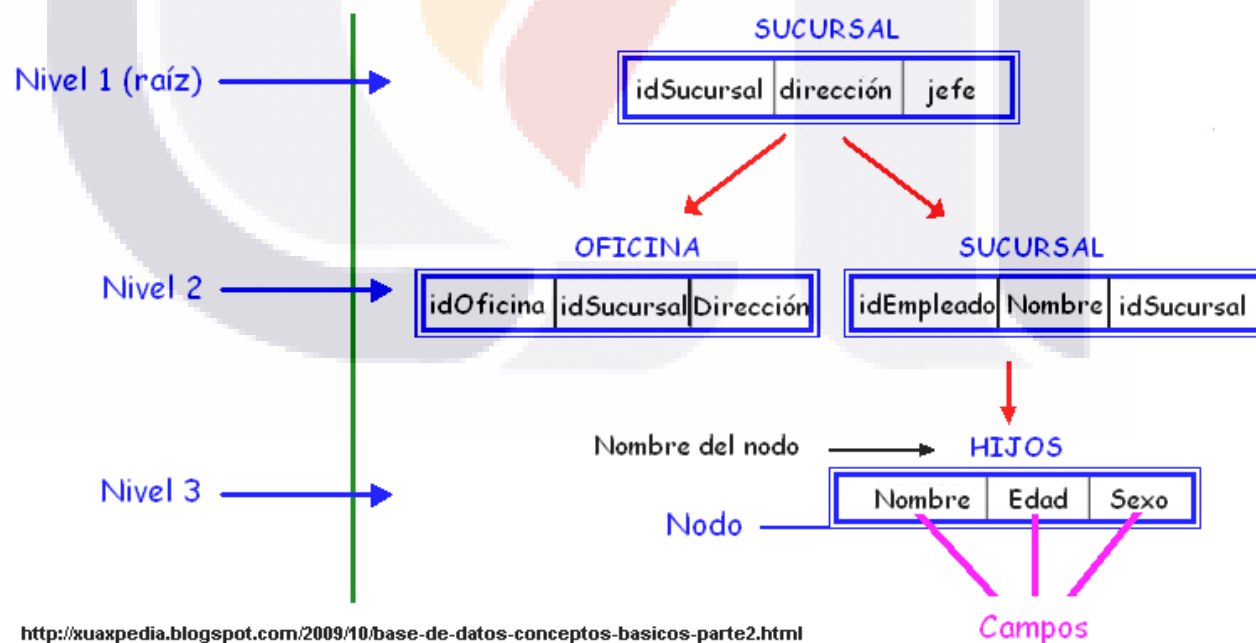 SUCURSAL
Nivel 1 (raíz)
idSucursal dirección jefe
OFICINA SUCURSAL
Nivel 2
idOficina idSucursal Dirección idEmpleado Nombre idSucursal
Nombre del nodo HIJOS
Nivel 3
Nombre Edad Sexo
Nodo
Campos
http://xuaxpedia.blogspot.com/2009/10/base-de-datos-conceptos-basicos-parte2.html